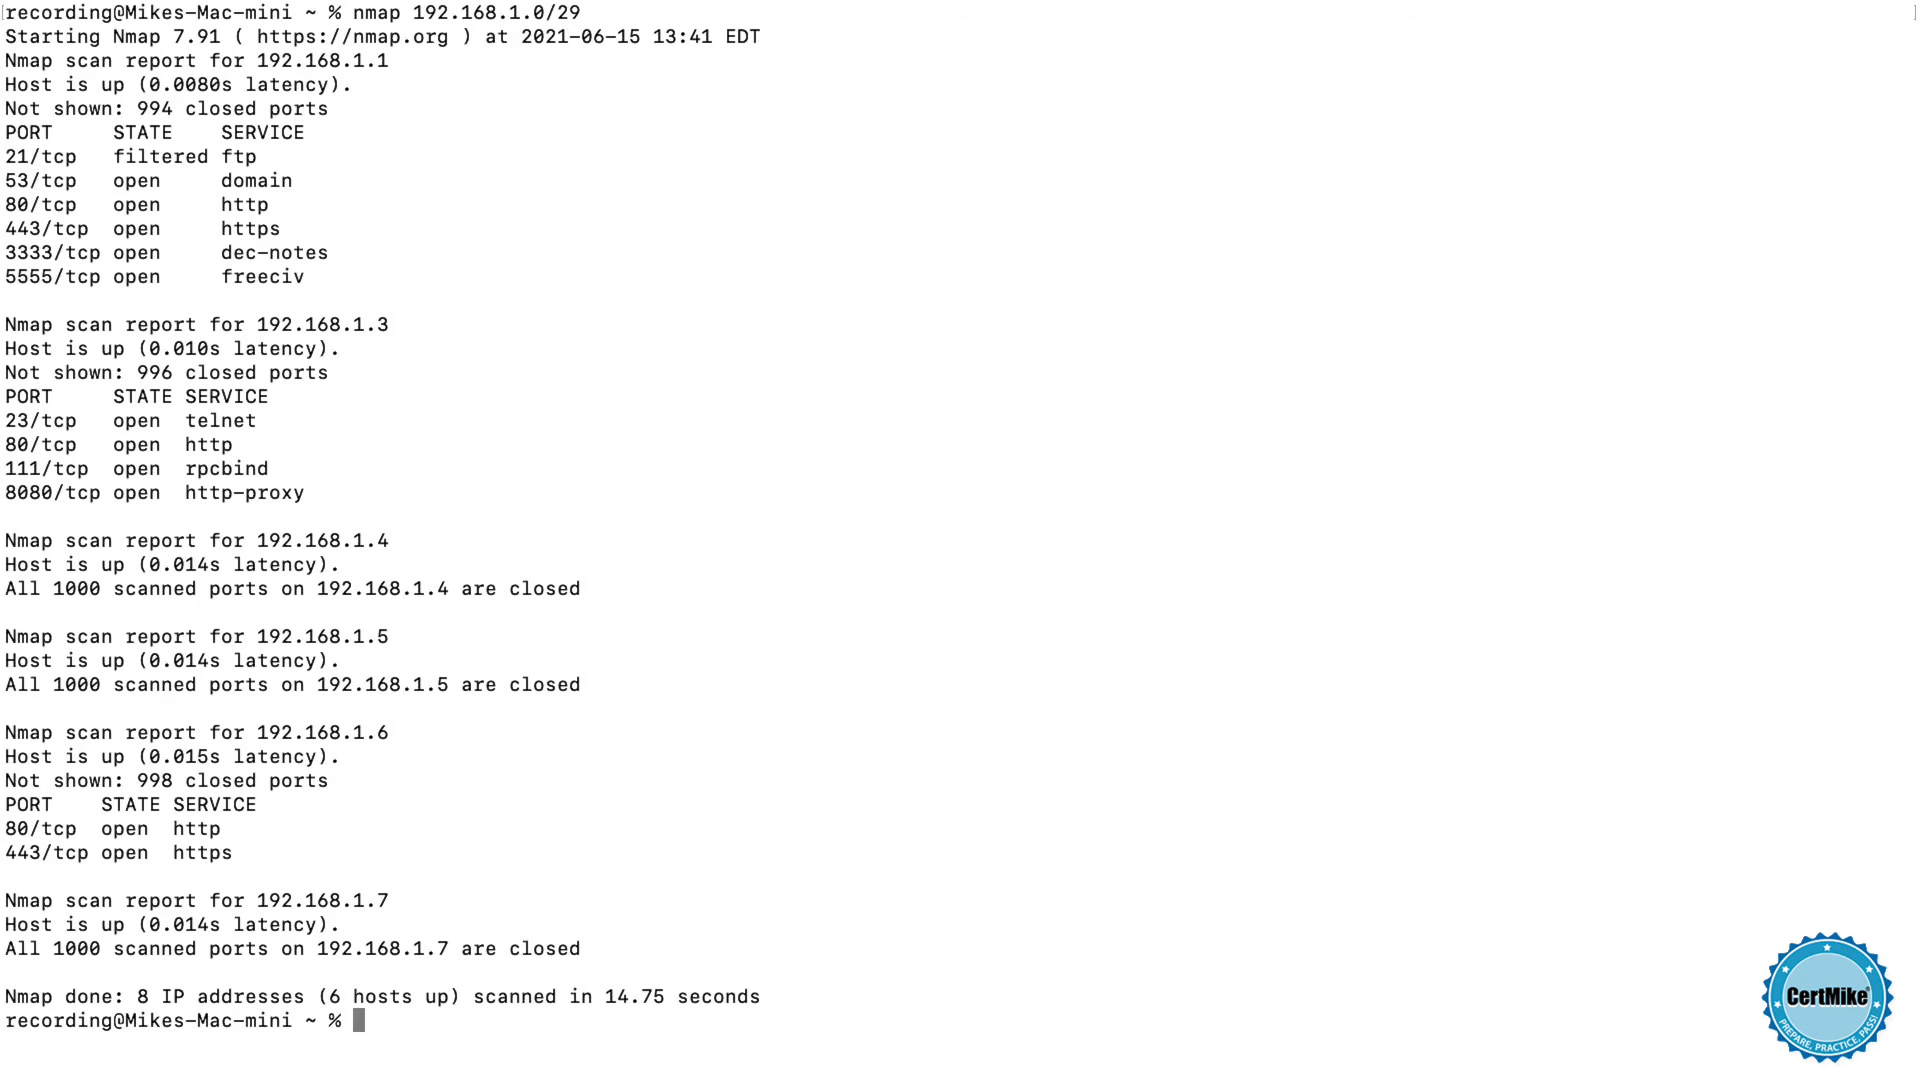 recording@Mikes-Mac-mini ~ % nmap 192.168.1.0/29
Starting Nmap 7.91 ( https://nmap.org ) at 2021-06-15 13:41 EDT
Nmap scan report for 192.168.1.1
Host is up (0.0080s latency).
Not shown: 994 closed ports
PORT     STATE    SERVICE
21/tcp   filtered ftp
53/tcp   open     domain
80/tcp   open     http
443/tcp  open     https
3333/tcp open     dec-notes
5555/tcp open     freeciv

Nmap scan report for 192.168.1.3
Host is up (0.010s latency).
Not shown: 996 closed ports
PORT     STATE SERVICE
23/tcp   open  telnet
80/tcp   open  http
111/tcp  open  rpcbind
8080/tcp open  http-proxy

Nmap scan report for 192.168.1.4
Host is up (0.014s latency).
All 1000 scanned ports on 192.168.1.4 are closed

Nmap scan report for 192.168.1.5
Host is up (0.014s latency).
All 1000 scanned ports on 192.168.1.5 are closed

Nmap scan report for 192.168.1.6
Host is up (0.015s latency).
Not shown: 998 closed ports
PORT    STATE SERVICE
80/tcp  open  http
443/tcp open  https

Nmap scan report for 192.168.1.7
Host is up (0.014s latency).
All 1000 scanned ports on 192.168.1.7 are closed

Nmap done: 8 IP addresses (6 hosts up) scanned in 14.75 seconds
recording@Mikes-Mac-mini ~ %
CertMike®
PREPARE, PRACTICE, PASS!